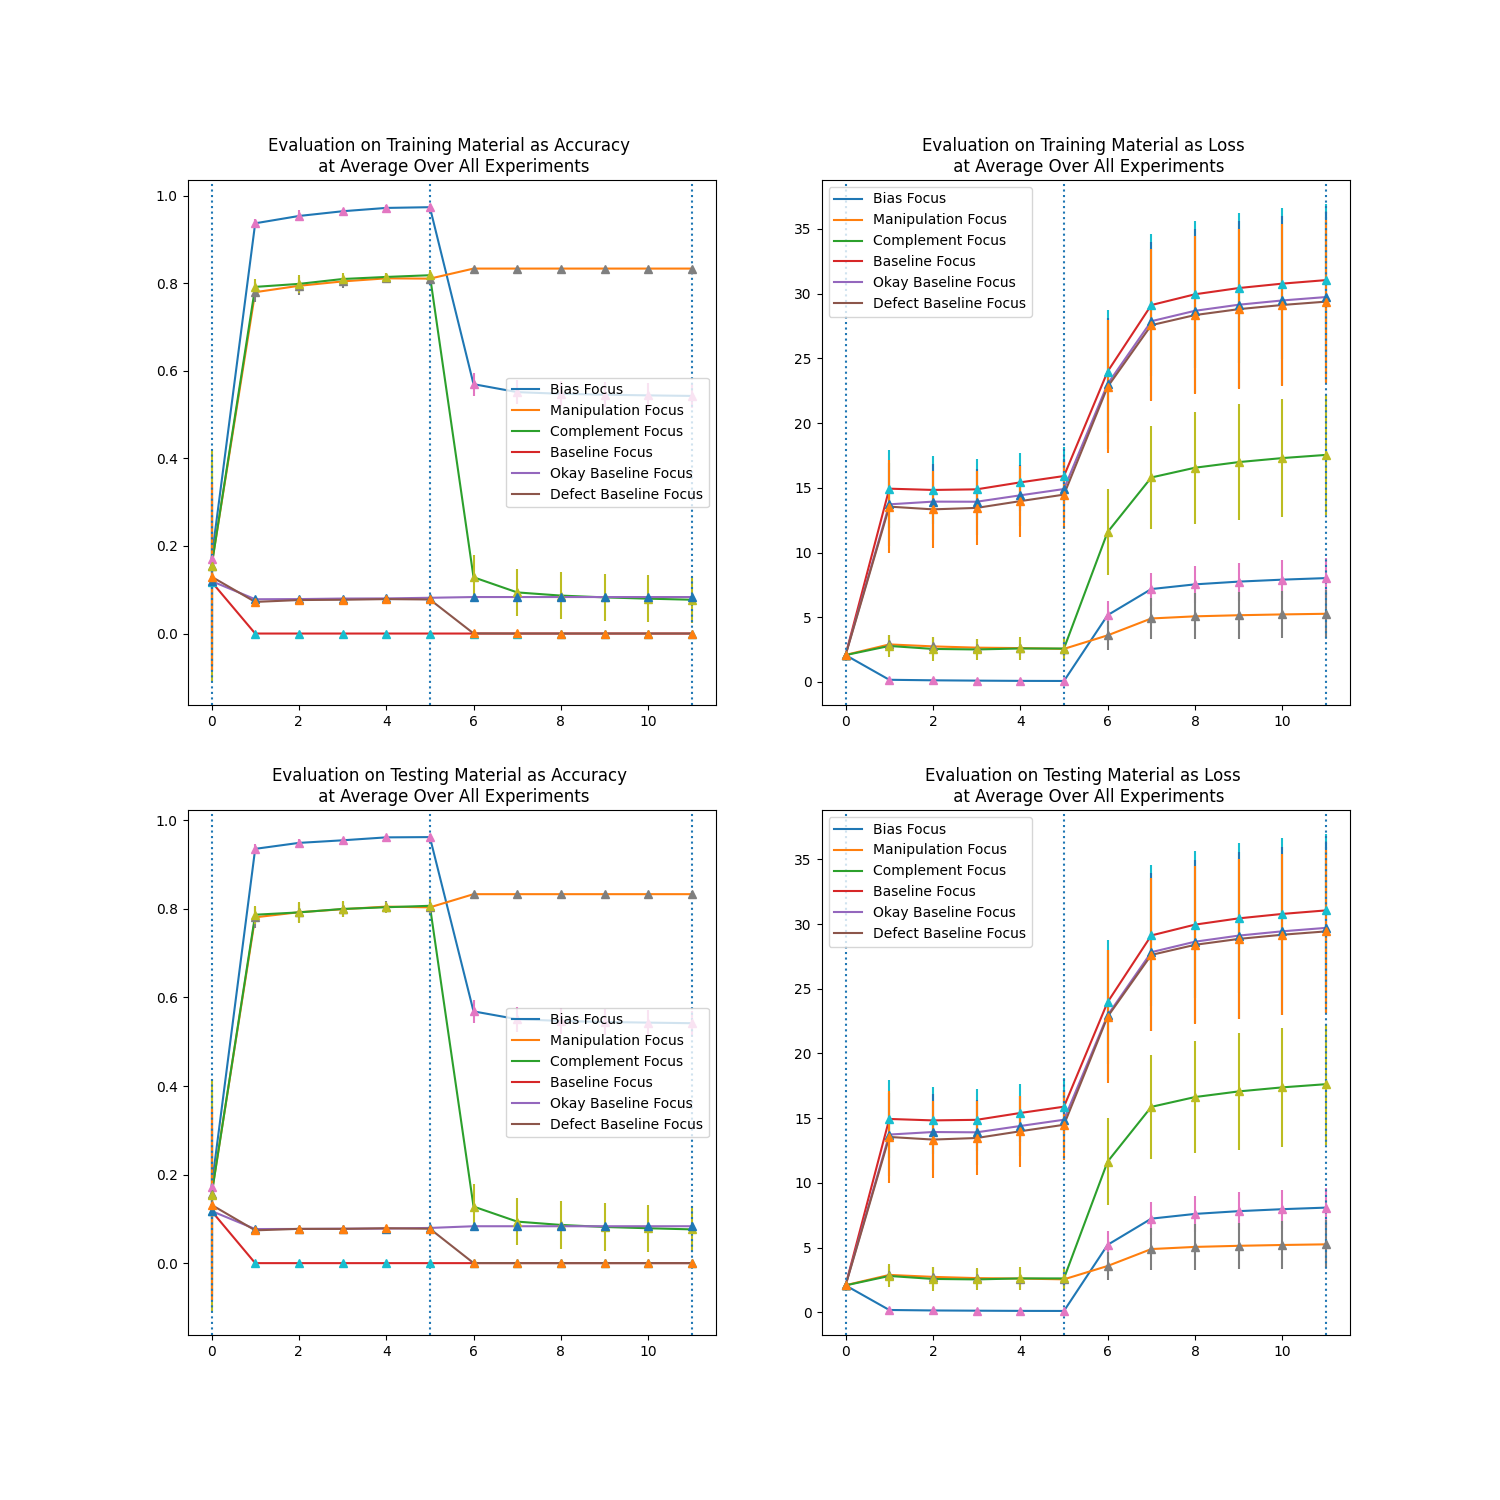 Evaluation on Training Material as Accuracy
at Average Over All Experiments
1.0
0.8
0.6
0.4
0.2
0.0
Bias Focus
Manipulation Focus
Complement Focus
Baseline Focus
Okay Baseline Focus
Defect Baseline Focus
0 2 4 6 8 10
Evaluation on Training Material as Loss
at Average Over All Experiments
35
30
25
20
15
10
5
0
Bias Focus
Manipulation Focus
Complement Focus
Baseline Focus
Okay Baseline Focus
Defect Baseline Focus
0 2 4 6 8 10
Evaluation on Testing Material as Accuracy
at Average Over All Experiments
1.0
0.8
0.6
0.4
0.2
0.0
Bias Focus
Manipulation Focus
Complement Focus
Baseline Focus
Okay Baseline Focus
Defect Baseline Focus
0 2 4 6 8 10
Evaluation on Testing Material as Loss
at Average Over All Experiments
35
30
25
20
15
10
5
0
Bias Focus
Manipulation Focus
Complement Focus
Baseline Focus
Okay Baseline Focus
Defect Baseline Focus
0 2 4 6 8 10